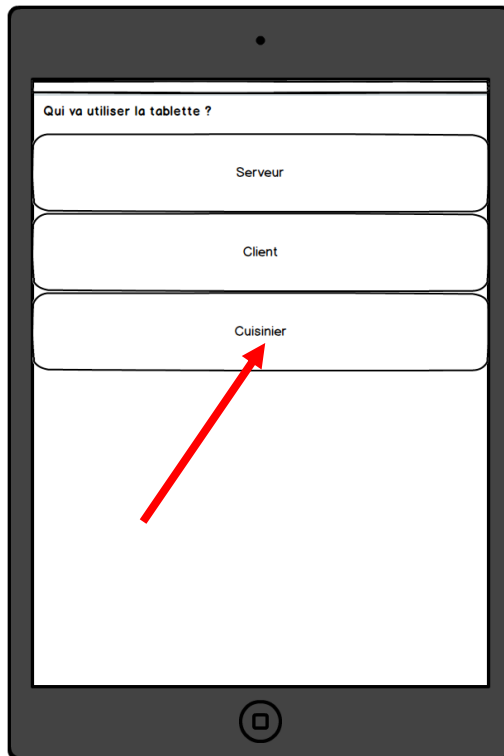 Qui va utiliser la tablette ?
Serveur
Client
Cuisinier